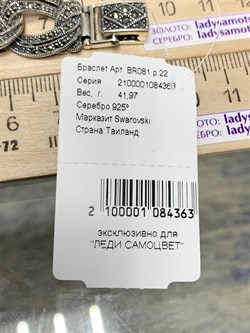 ЗОЛОТО: ladysam
СЕРЕБРО: ladysamot
Браслет Арт BR081 р.22
Серия 2100001084363
Вес, г 41,97
Серебро 925°
Марказит Swarovski
Страна:Таиланд
2 100001 084363
эксклюзивно для
"ЛЕДИ САМОЦВЕТ"